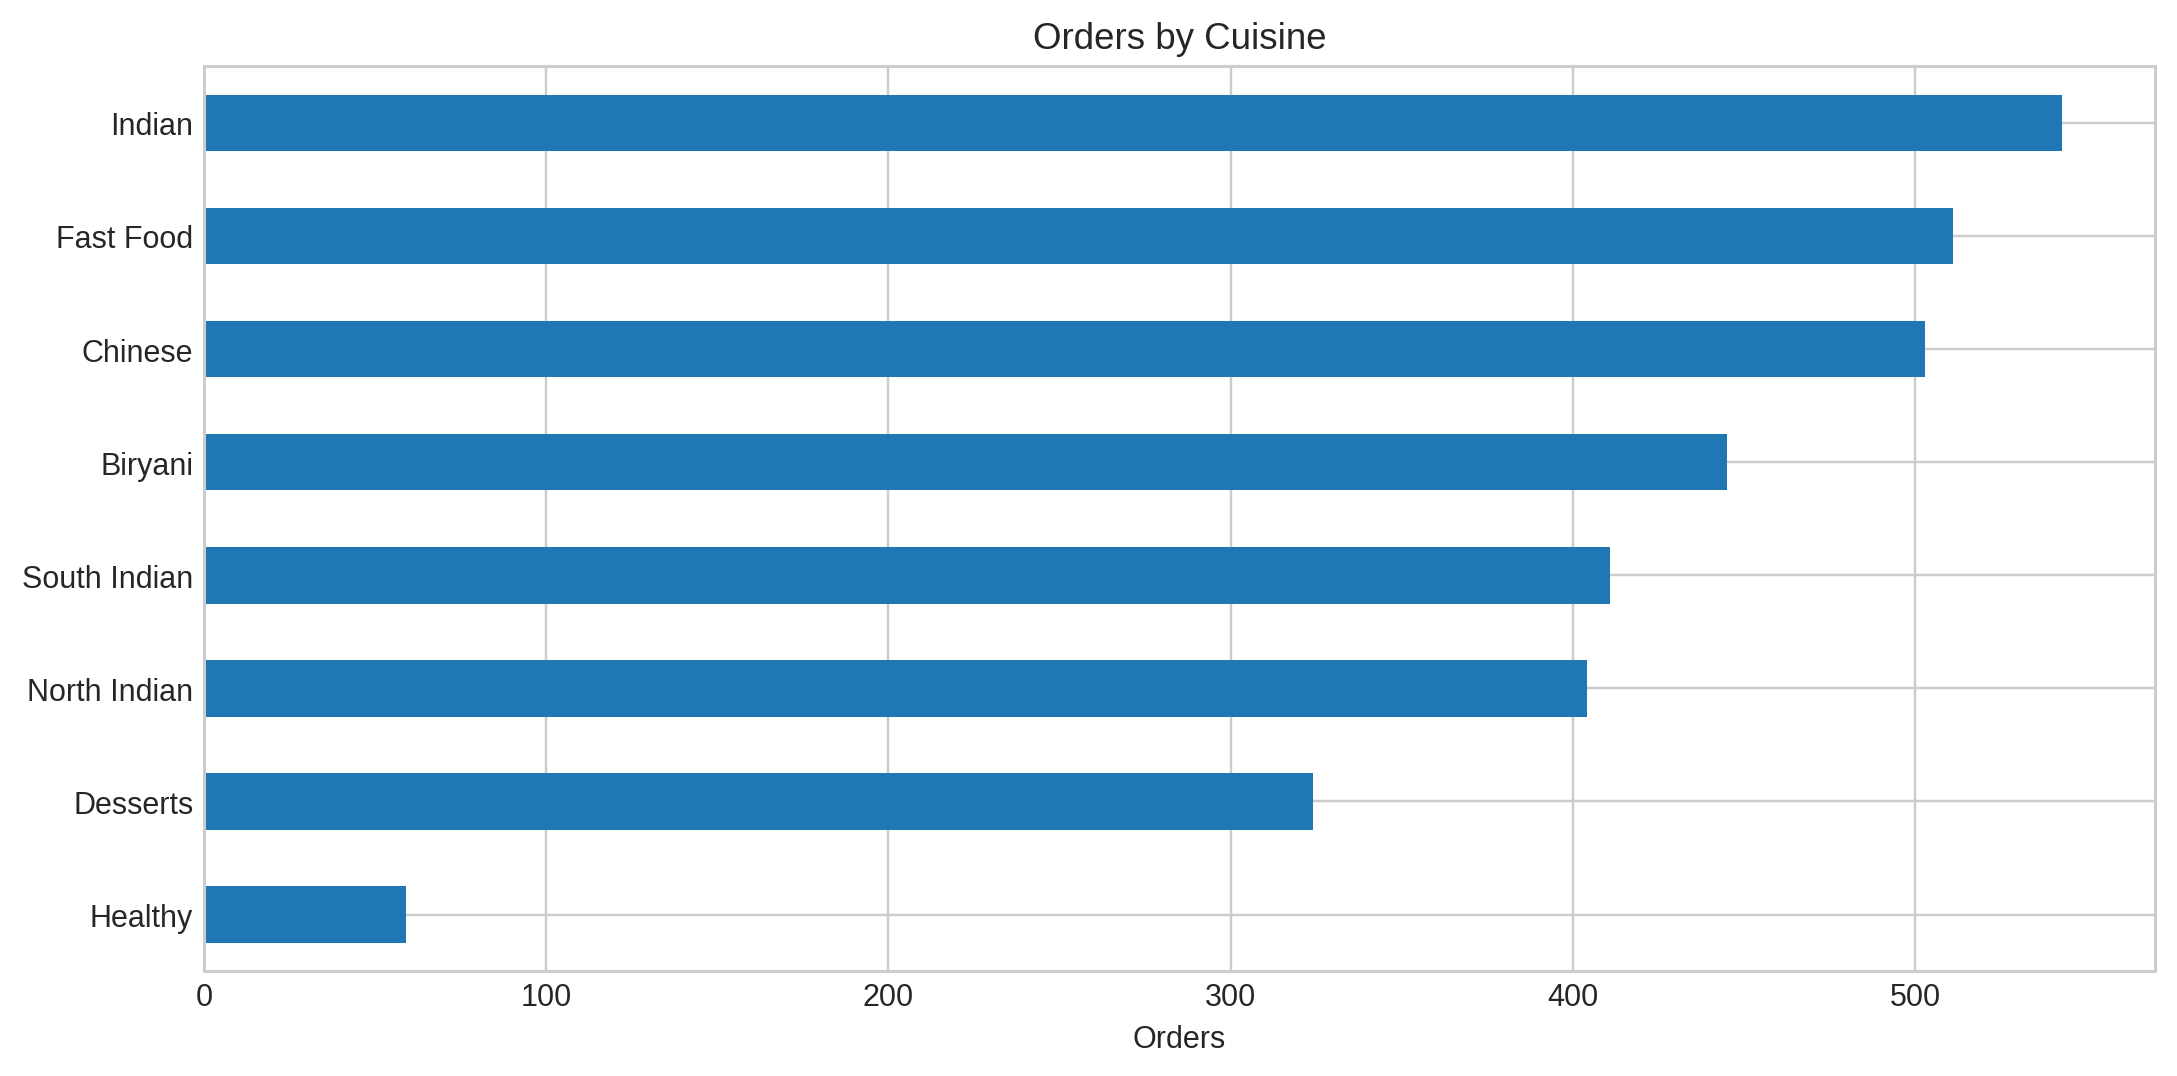 Orders by Cuisine
Indian
Fast Food
Chinese
Biryani
South Indian
North Indian
Desserts
Healthy
0 100 200 300 400 500
Orders